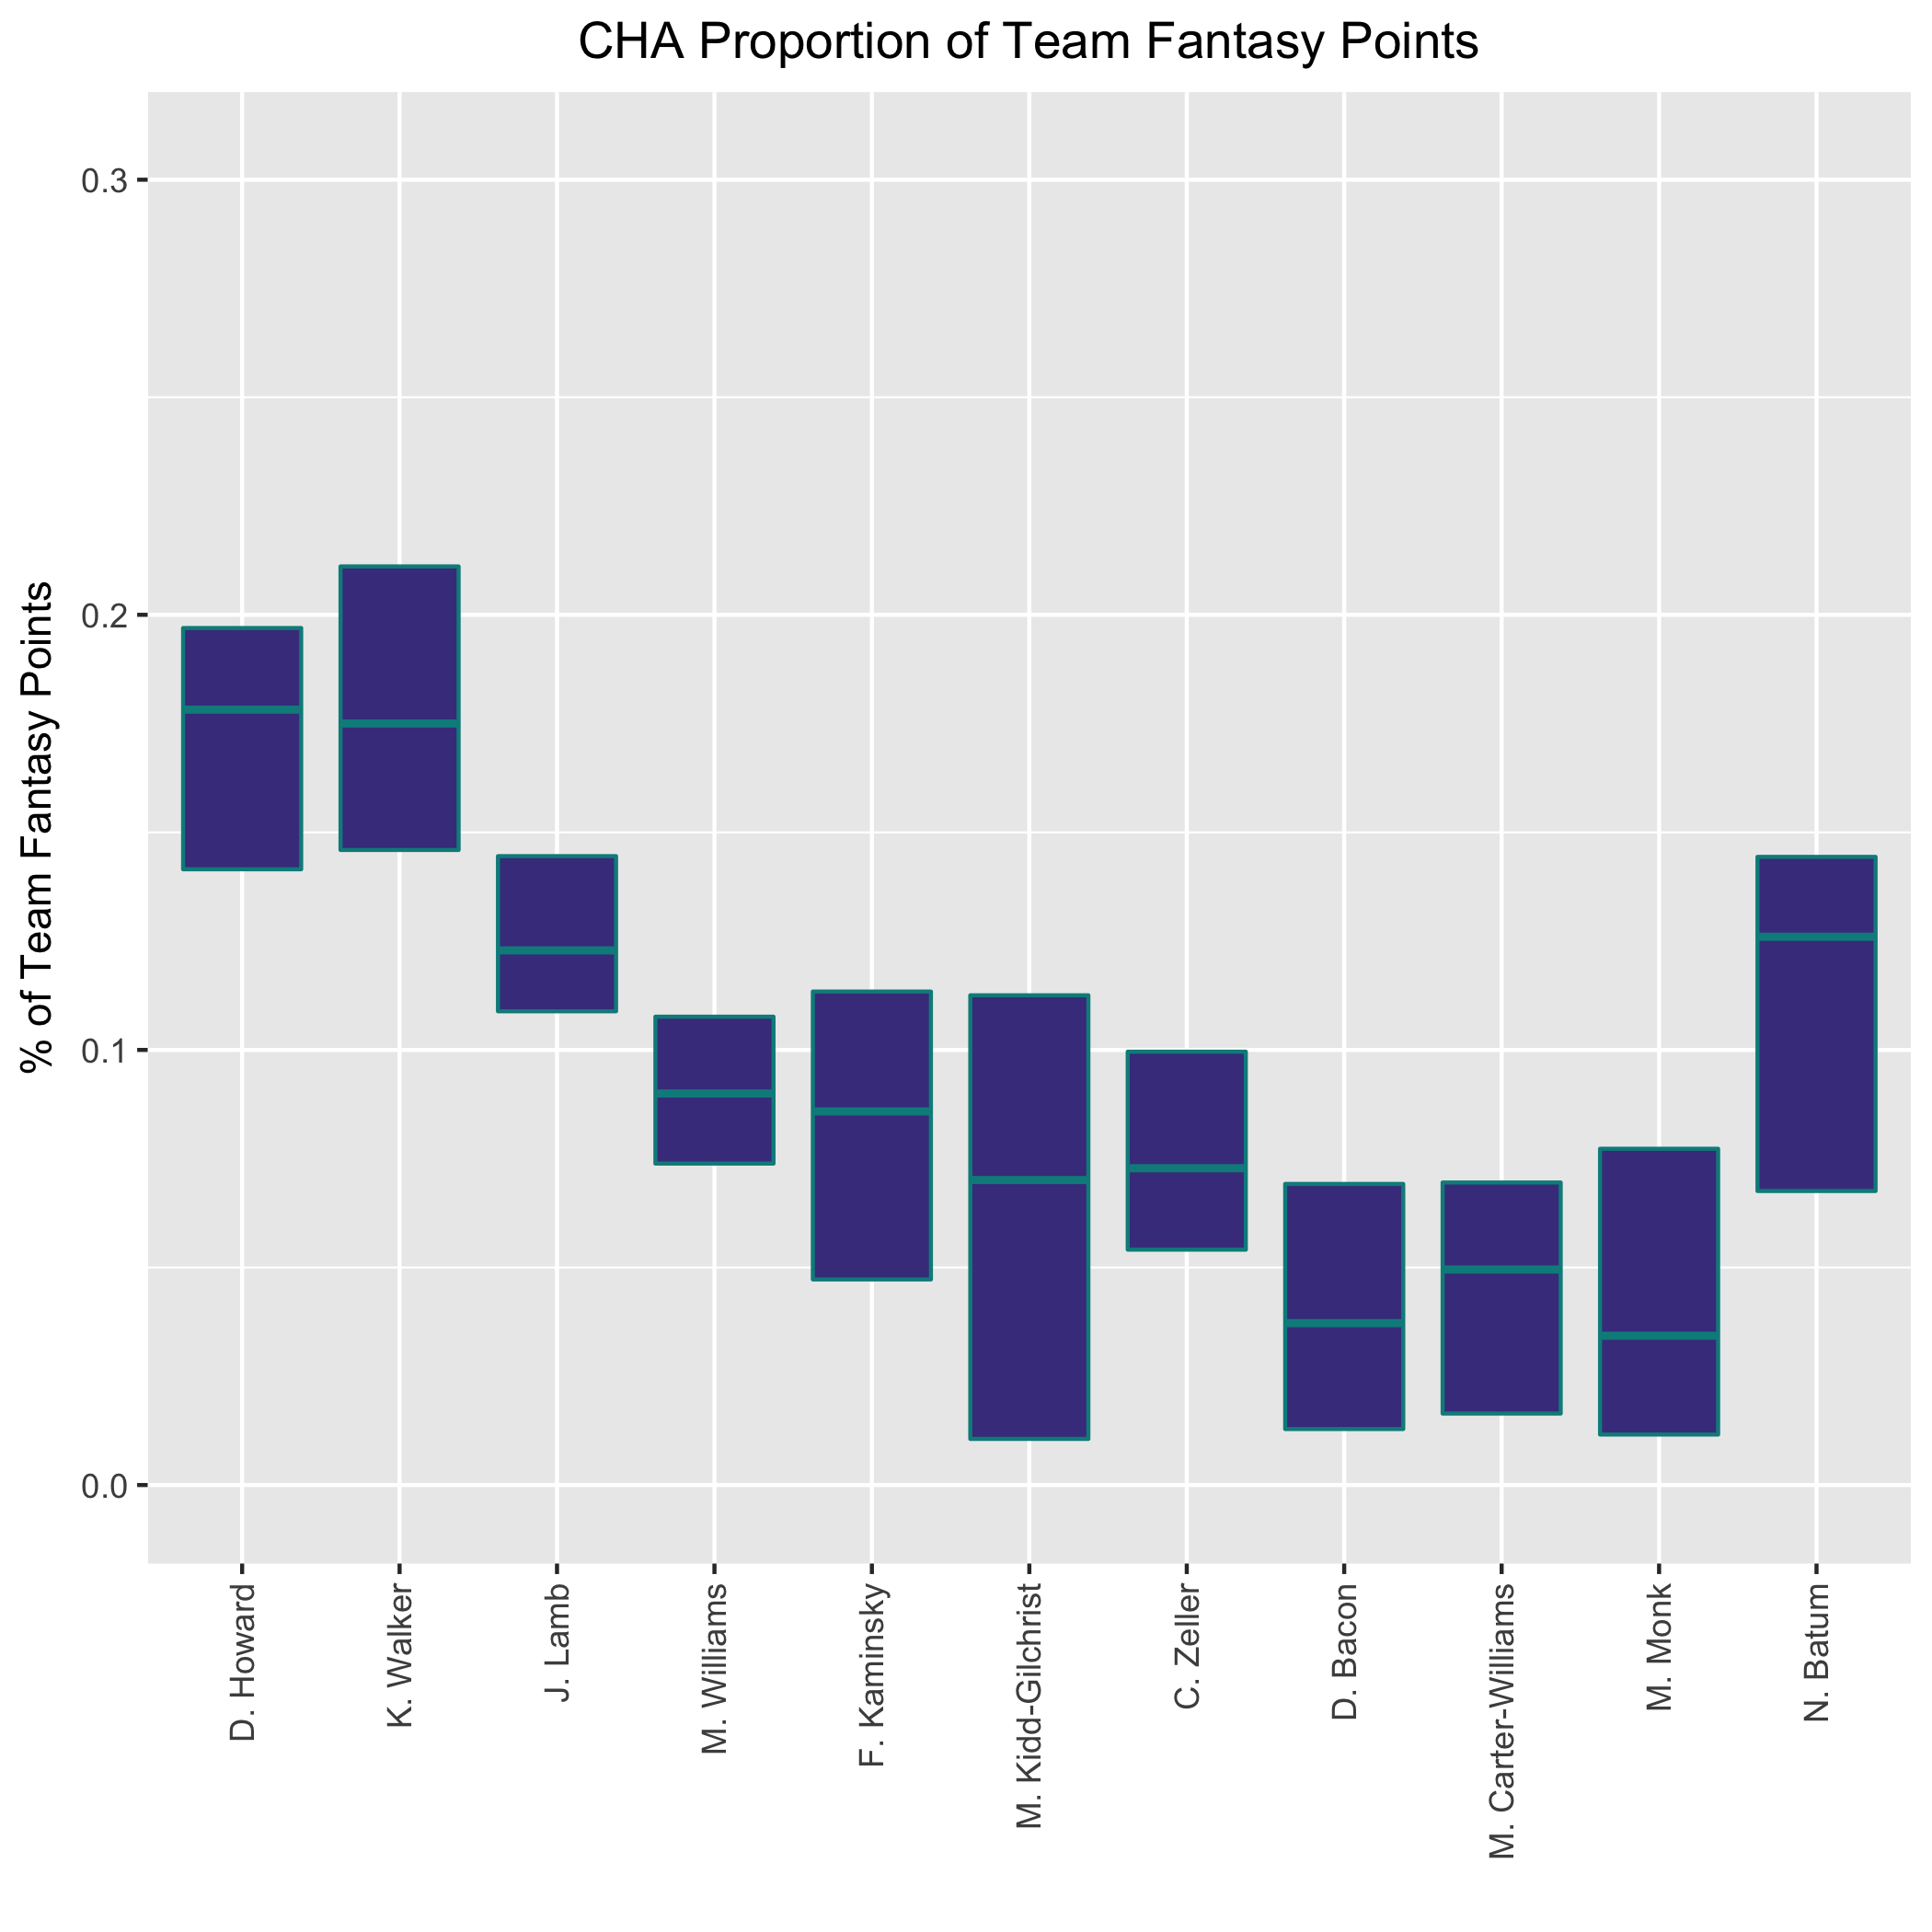 CHA Proportion of Team Fantasy Points
% of Team Fantasy Points
0.3
0.2
0.1
0.0
D. Howard
K. Walker
J. Lamb
M. Williams
F. Kaminsky
M. Kidd-Gilchrist
C. Zeller
D. Bacon
M. Carter-Williams
M. Monk
N. Batum